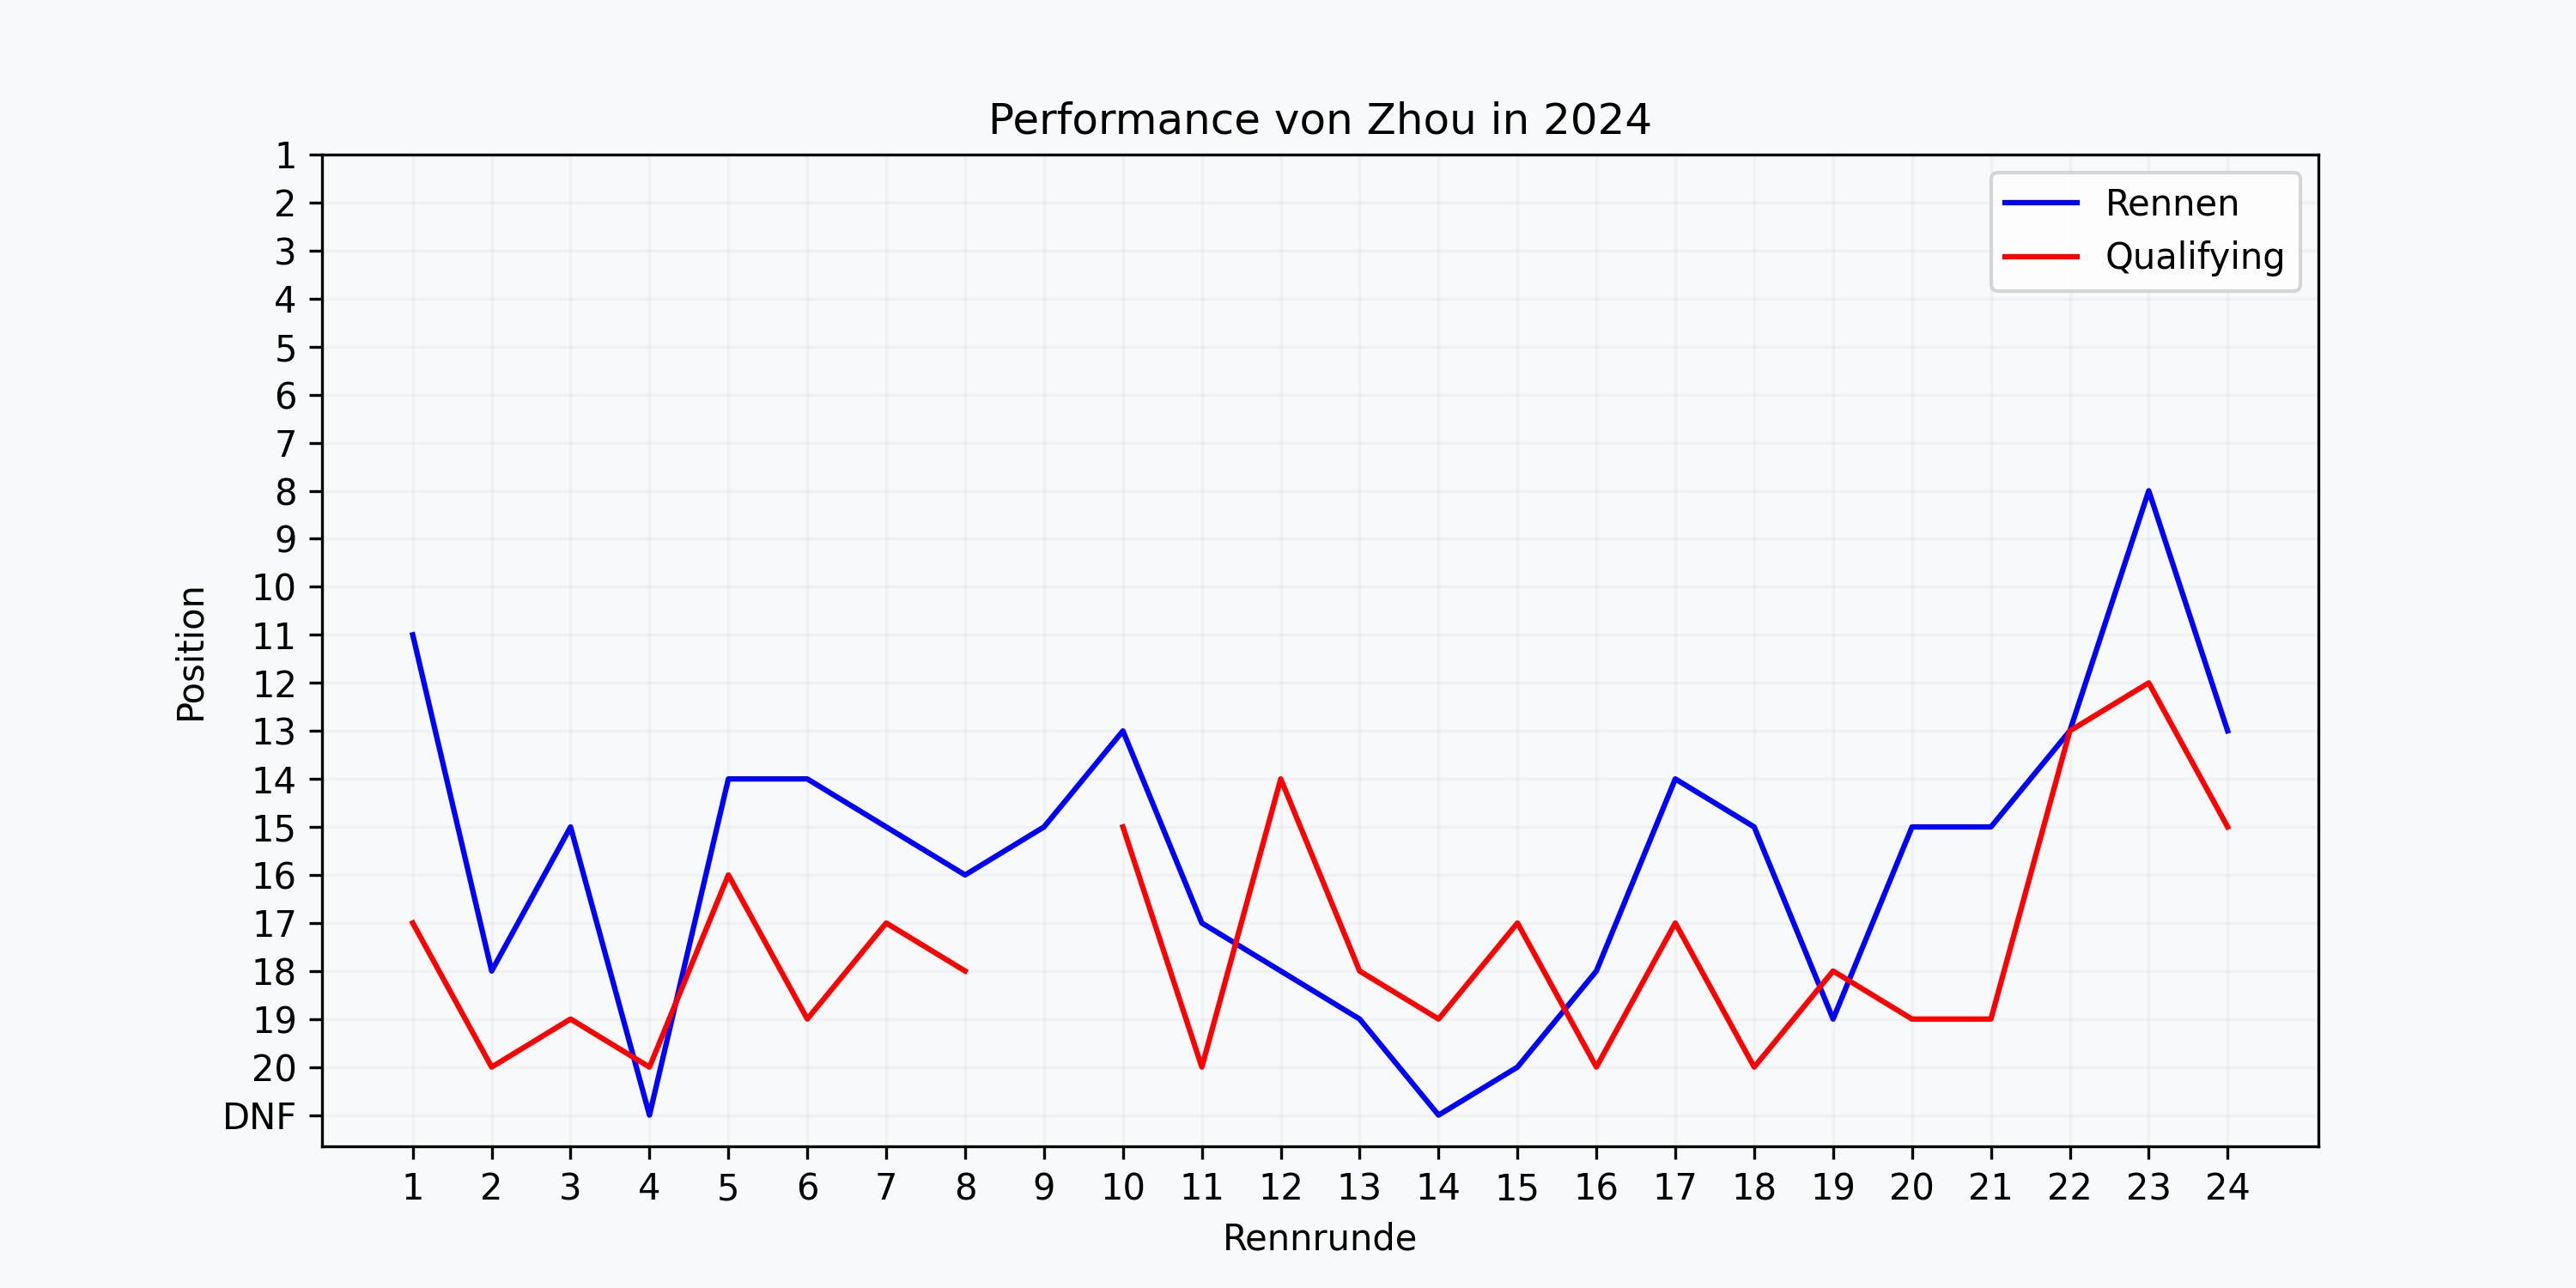 Performance von Zhou in 2024
1
2
3
4
5
6
7
8
9
10
11
12
13
14
15
16
17
18
19
20
DNF
Position
Rennen
Qualifying
1 2 3 4 5 6 7 8 9 10 11 12 13 14 15 16 17 18 19 20 21 22 23 24
Rennrunde